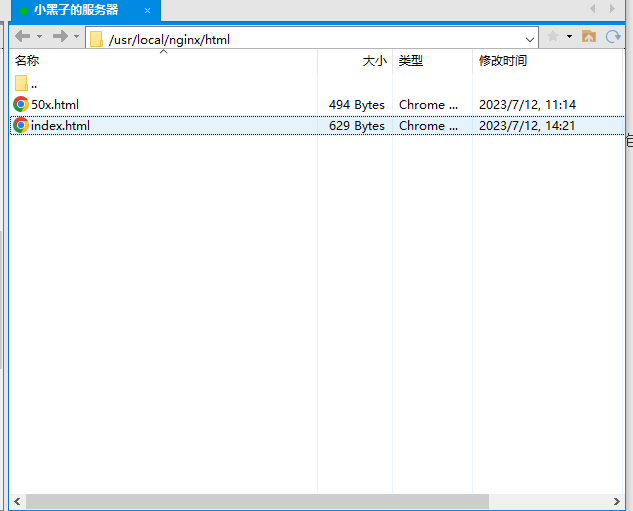 小黑子的服务器
/usr/local/nginx/html
名称 大小 类型 修改时间
..
50x.html 494 Bytes Chrome ... 2023/7/12, 11:14
index.html 629 Bytes Chrome ... 2023/7/12, 14:21